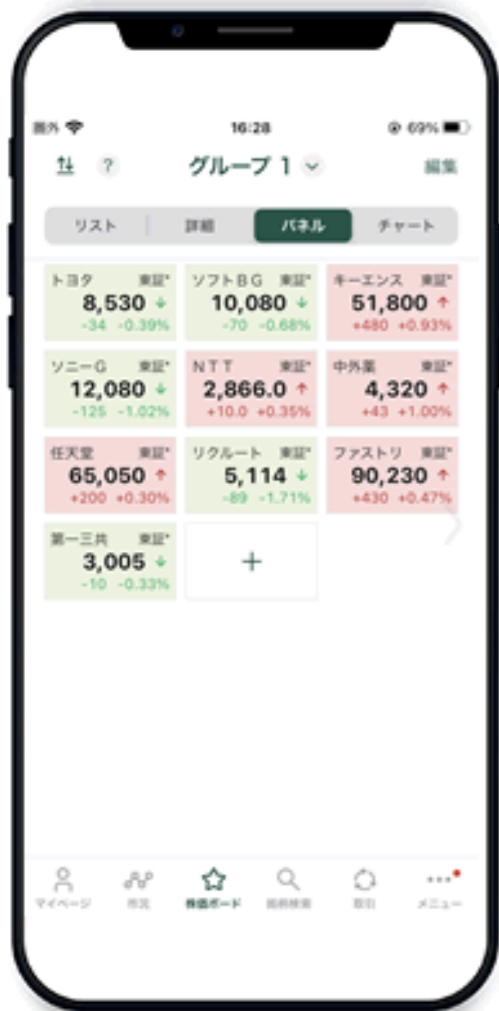 圏外 16:28 69%
? グループ 1 編集
リスト 詳細 パネル チャート
トヨタ 東証* ソフトBG 東証* キーエンス 東証*
8,530 ↓ 10,080 ↓ 51,800 ↑
-34 -0.39% -70 -0.68% +480 +0.93%
ソニーG 東証* NTT 東証* 中外薬 東証*
12,080 ↓ 2,866.0 ↑ 4,320 ↑
-125 -1.02% +10.0 +0.35% +43 +1.00%
任天堂 東証* リクルート 東証* ファストリ 東証*
65,050 ↑ 5,114 ↓ 90,230 ↑
+200 +0.30% -89 -1.71% +430 +0.47%
第一三共 東証*
3,005 ↓ +
-10 -0.33%
マイページ 市況 株価ボード 銘柄検索 取引 メニュー